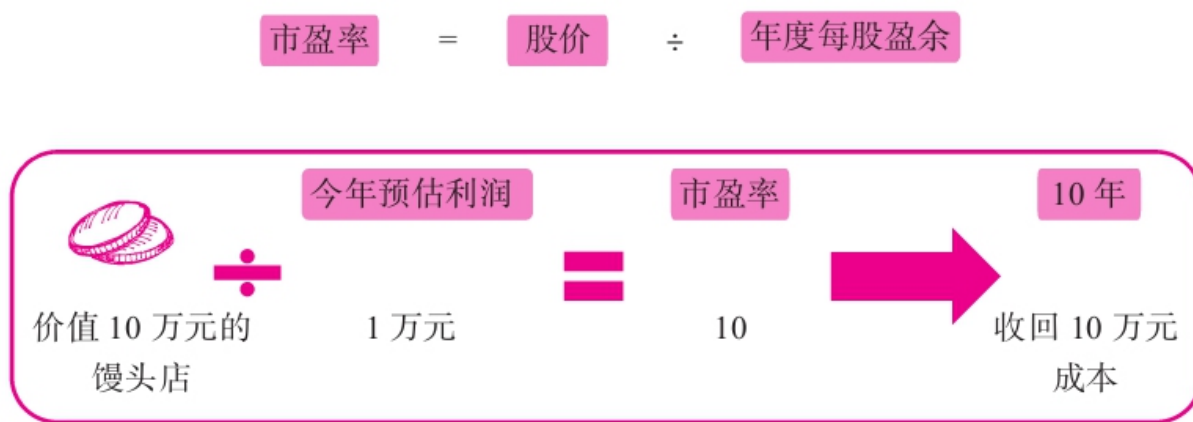 市盈率 = 股价 ÷ 年度每股盈余
今年预估利润 市盈率 10 年
÷ =
价值 10 万元的 1 万元 10 收回 10 万元
馒头店 成本